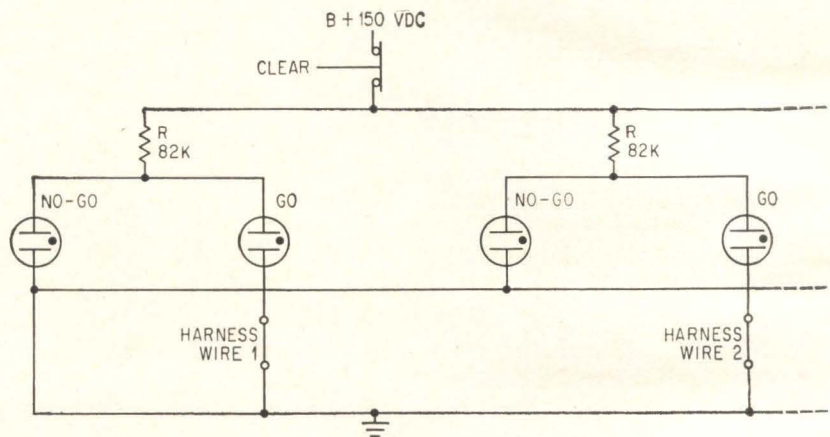 B + 150 VDC
CLEAR
R
82K
R
82K
NO-GO
GO
NO-GO
GO
HARNESS
WIRE 1
HARNESS
WIRE 2